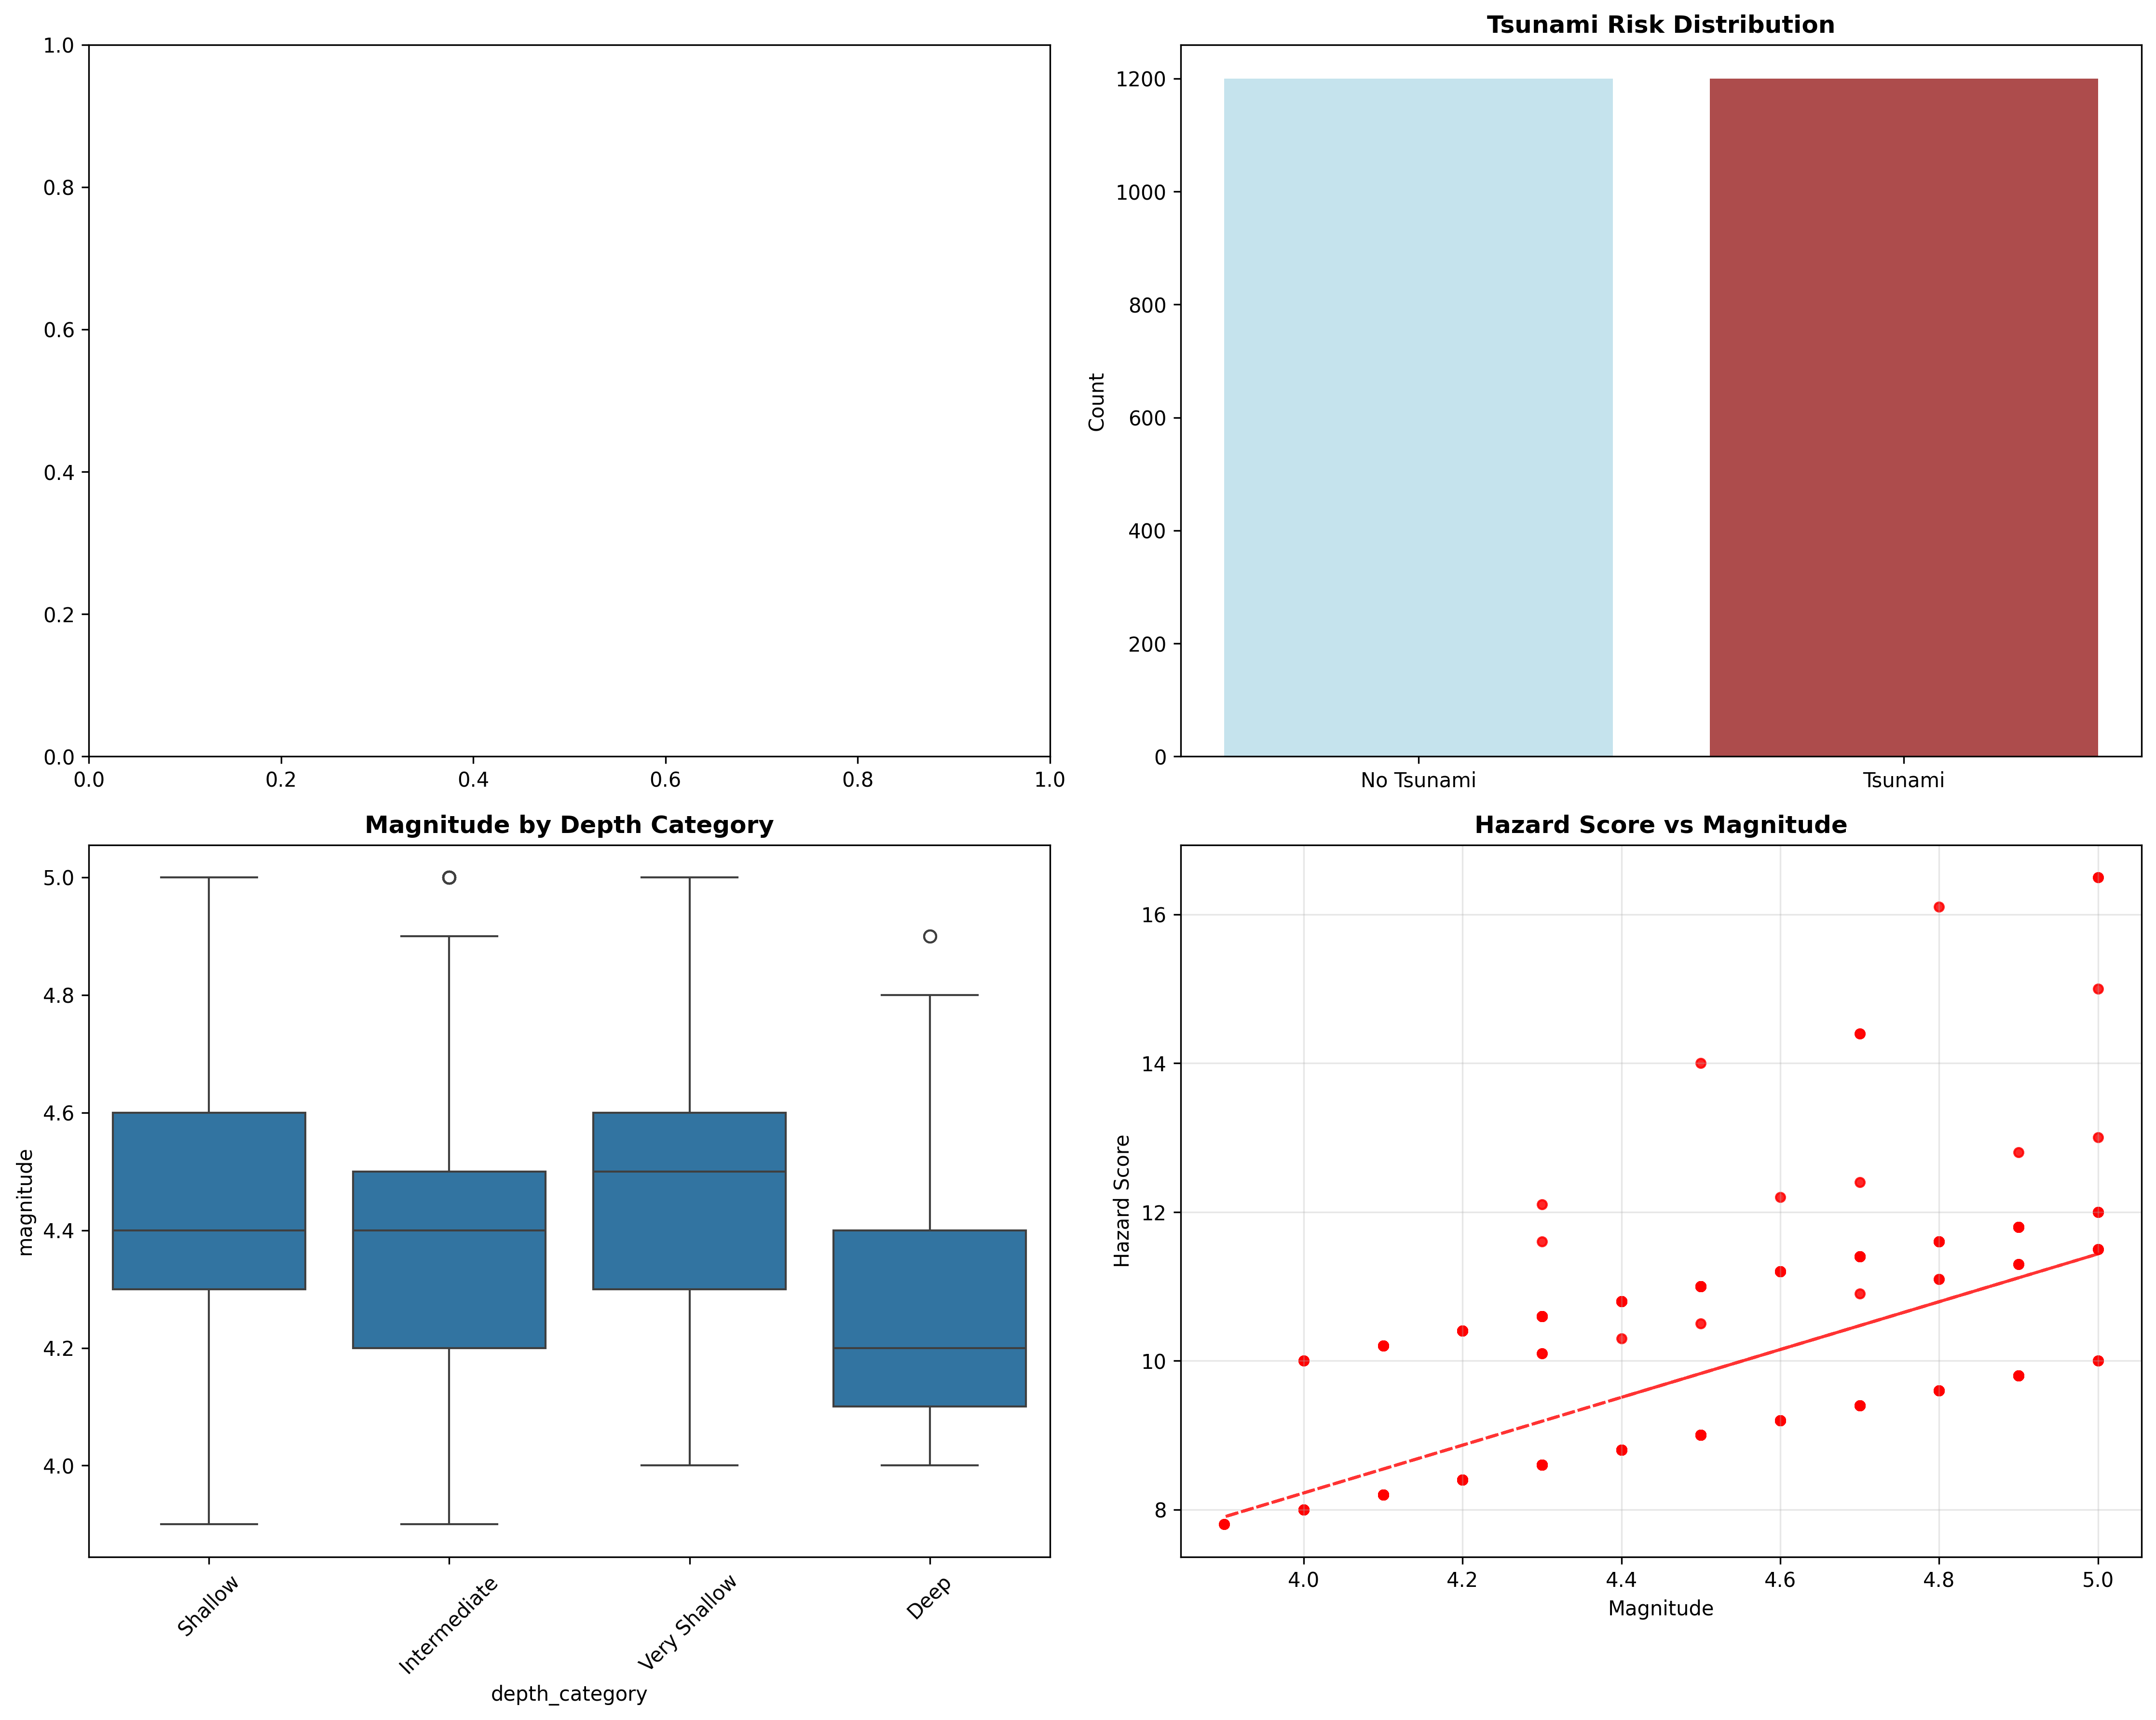 1.0
0.8
0.6
0.4
0.2
0.0
0.0 0.2 0.4 0.6 0.8 1.0
Tsunami Risk Distribution
1200
1000
800
600
400
200
0
Count
No Tsunami Tsunami
Magnitude by Depth Category
5.0
4.8
4.6
4.4
4.2
4.0
magnitude
Shallow Intermediate Very Shallow Deep
depth_category
Hazard Score vs Magnitude
16
14
12
10
8
Hazard Score
4.0 4.2 4.4 4.6 4.8 5.0
Magnitude